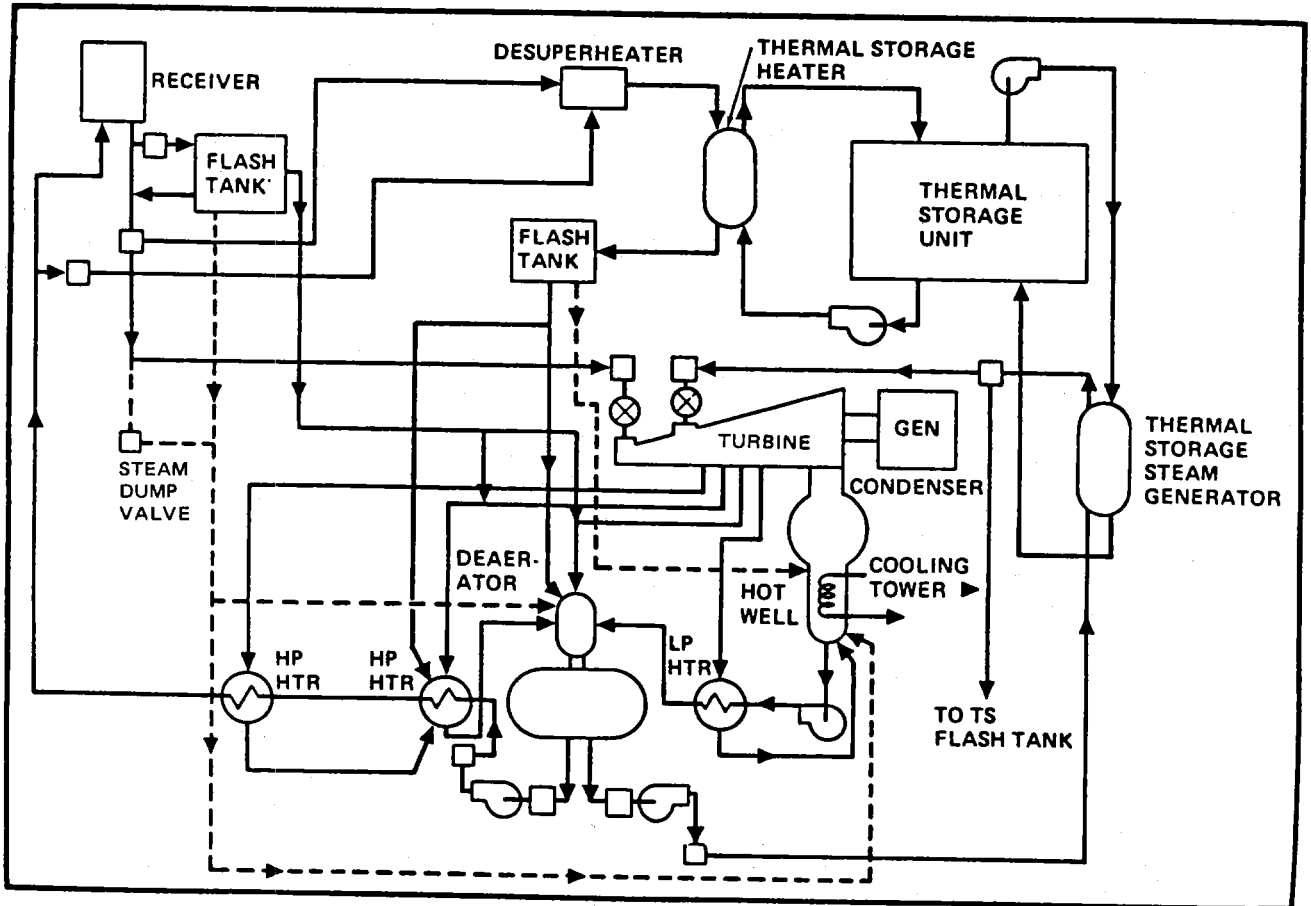 RECEIVER
DESUPERHEATER
THERMAL STORAGE
HEATER
FLASH
TANK
THERMAL
STORAGE
UNIT
FLASH
TANK
TURBINE
GEN
CONDENSER
THERMAL
STORAGE
STEAM
GENERATOR
STEAM
DUMP
VALVE
DEAER-
ATOR
HOT
WELL
COOLING
TOWER
HP
HTR
HP
HTR
LP
HTR
TO TS
FLASH TANK